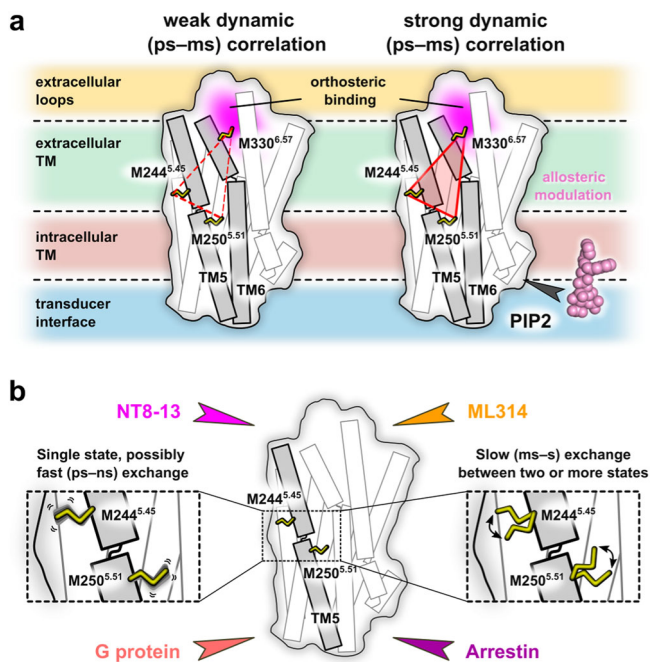 a
weak dynamic
(ps–ms) correlation
strong dynamic
(ps–ms) correlation
extracellular
loops
orthosteric
binding
extracellular
TM
M330^6.57
M330^6.57
M244^5.45
M244^5.45
allosteric
modulation
intracellular
TM
M250^5.51
M250^5.51
TM5
TM6
TM5
TM6
transducer
interface
PIP2
b
NT8-13
ML314
Single state, possibly
fast (ps–ns) exchange
Slow (ms–s) exchange
between two or more states
M244^5.45
M244^5.45
M244^5.45
M250^5.51
M250^5.51
M250^5.51
TM5
G protein
Arrestin